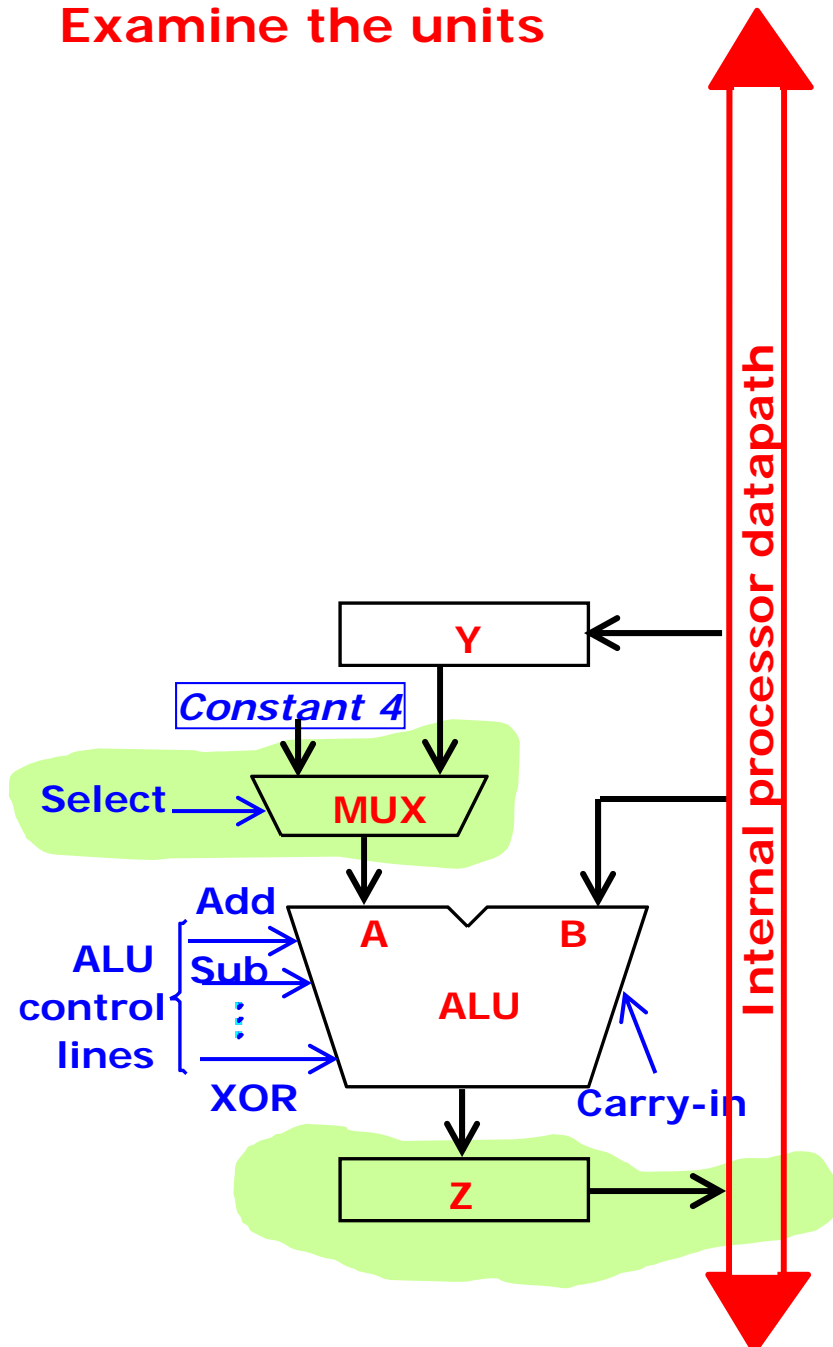 Examine the units
Internal processor datapath
Y
Constant 4
Select
MUX
Add
A
B
ALU
control
lines
Sub
ALU
XOR
Carry-in
Z